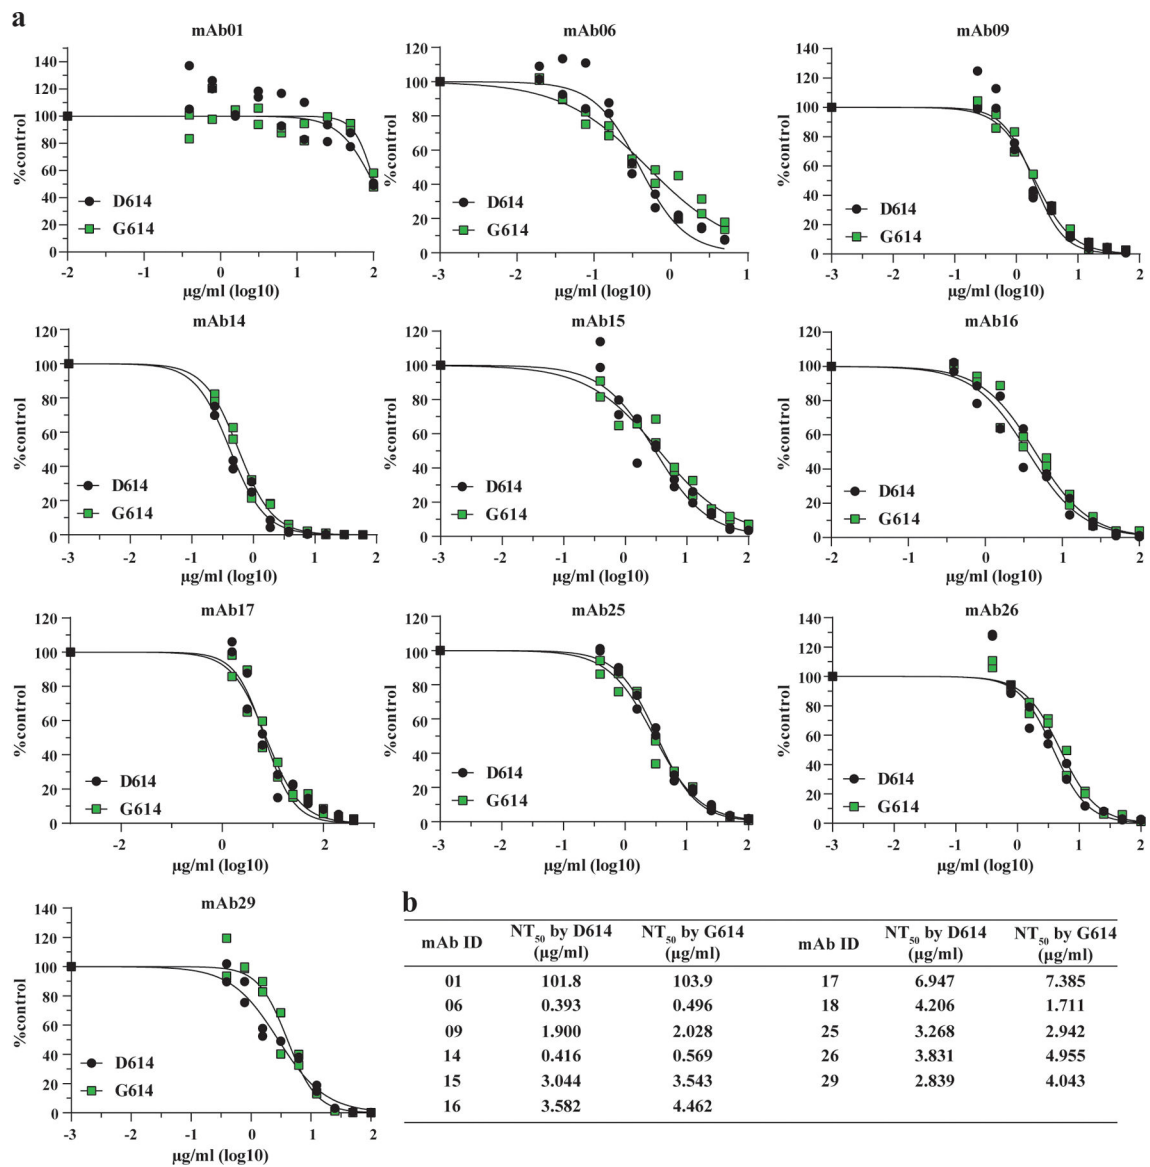 a
mAb01
140
120
100
80
60
40
20
0
%control
D614
G614
-2 -1 0 1 2
µg/ml (log10)
mAb06
120
100
80
60
40
20
0
%control
D614
G614
-3 -2 -1 0 1
µg/ml (log10)
mAb09
140
120
100
80
60
40
20
0
%control
D614
G614
-3 -2 -1 0 1 2
µg/ml (log10)
mAb14
120
100
80
60
40
20
0
%control
D614
G614
-3 -2 -1 0 1 2
µg/ml (log10)
mAb15
120
100
80
60
40
20
0
%control
D614
G614
-3 -2 -1 0 1 2
µg/ml (log10)
mAb16
120
100
80
60
40
20
0
%control
D614
G614
-2 -1 0 1 2
µg/ml (log10)
mAb17
120
100
80
60
40
20
0
%control
D614
G614
-2 0 2
µg/ml (log10)
mAb25
120
100
80
60
40
20
0
%control
D614
G614
-3 -2 -1 0 1 2
µg/ml (log10)
mAb26
140
120
100
80
60
40
20
0
%control
D614
G614
-3 -2 -1 0 1 2
µg/ml (log10)
mAb29
140
120
100
80
60
40
20
0
%control
D614
G614
-3 -2 -1 0 1 2
µg/ml (log10)
b
mAb ID NT50 by D614 (µg/ml) NT50 by G614 (µg/ml) mAb ID NT50 by D614 (µg/ml) NT50 by G614 (µg/ml)
01 101.8 103.9 17 6.947 7.385
06 0.393 0.496 18 4.206 1.711
09 1.900 2.028 25 3.268 2.942
14 0.416 0.569 26 3.831 4.955
15 3.044 3.543 29 2.839 4.043
16 3.582 4.462